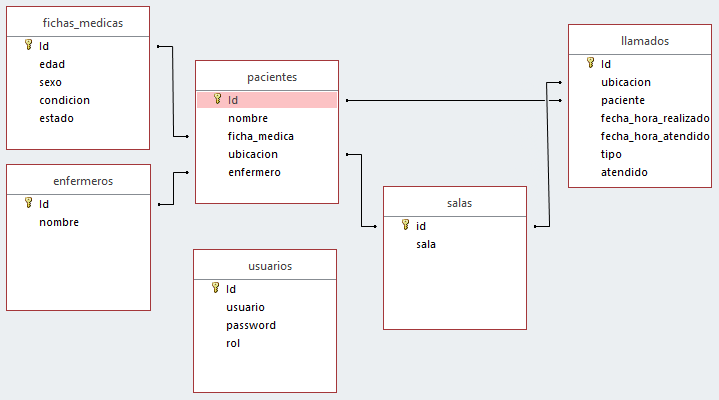 fichas_medicas
Id
edad
sexo
condicion
estado
pacientes
Id
nombre
ficha_medica
ubicacion
enfermero
llamados
Id
ubicacion
paciente
fecha_hora_realizado
fecha_hora_atendido
tipo
atendido
enfermeros
Id
nombre
salas
id
sala
usuarios
Id
usuario
password
rol